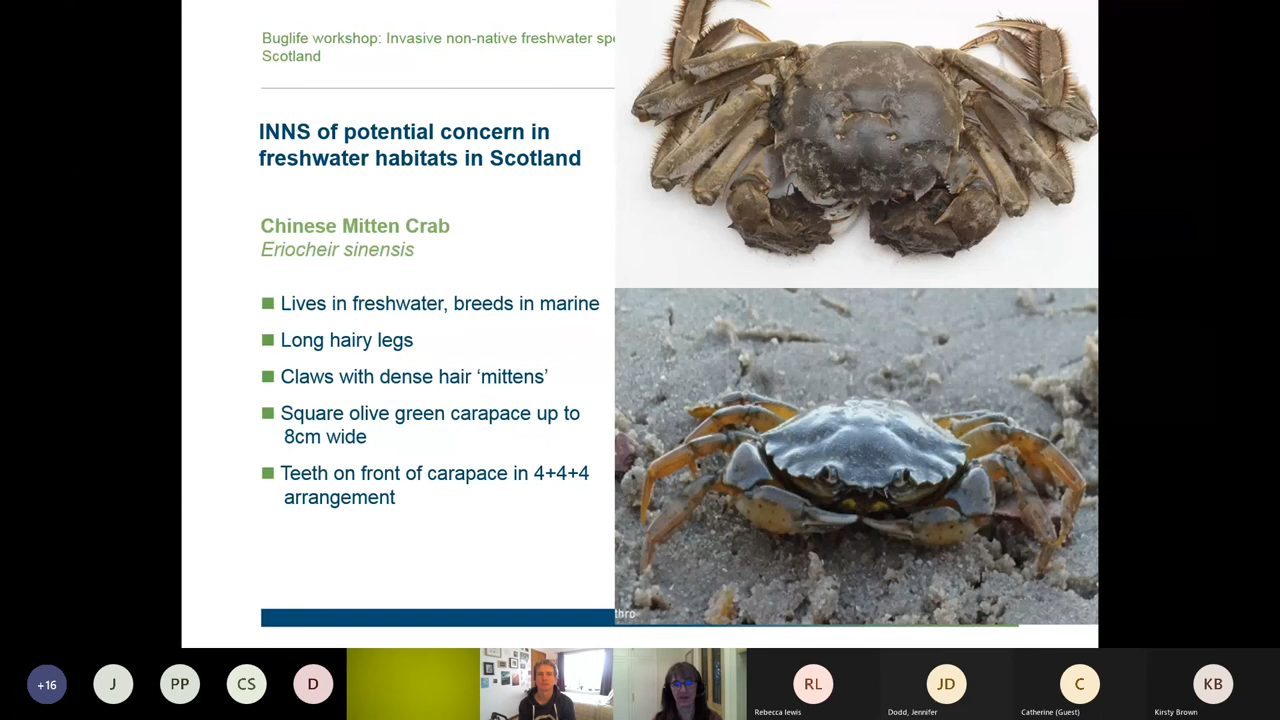 Buglife workshop: Invasive non-native freshwater
Scotland
INNS of potential concern in
freshwater habitats in Scotland
Chinese Mitten Crab
Eriocheir sinensis
Lives in freshwater, breeds in marine
Long hairy legs
Claws with dense hair ‘mittens’
Square olive green carapace up to
8cm wide
Teeth on front of carapace in 4+4+4
arrangement
+16
J
PP
CS
D
RL
JD
C
KB
Rebecca lewis
Dodd, Jennifer
Catherine (Guest)
Kirsty Brown